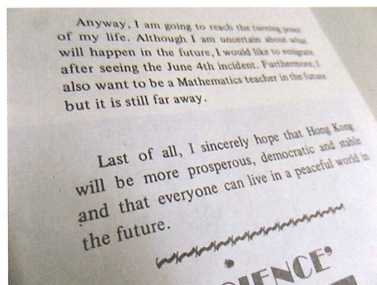 Anyway, I am going to reach the turning point
of my life. Although I am uncertain about what
will happen in the future, I would like to emigrate
after seeing the June 4th incident. Furthermore, I
also want to be a Mathematics teacher in the future
but it is still far away.
Last of all, I sincerely hope that Hong Kong
will be more prosperous, democratic and stable
and that everyone can live in a peaceful world in
the future.